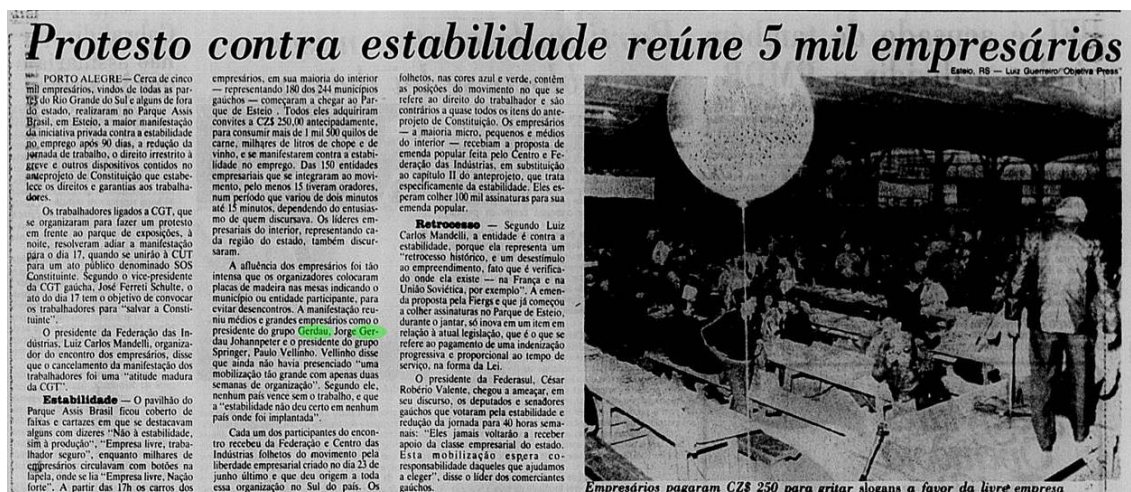 Protesto contra estabilidade reúne 5 mil empresários
Esteio, RS — Luiz Guerreiro/"Objetiva Press"
PORTO ALEGRE — Cerca de cinco
mil empresários, vindos de todas as par-
tes do Rio Grande do Sul e alguns de fora
do estado, realizaram no Parque Assis
Brasil, em Esteio, a maior manifestação
da iniciativa privada contra a estabilidade
no emprego após 90 dias, a redução da
jornada de trabalho, o direito irrestrito à
greve e outros dispositivos contidos no
anteprojeto de Constituição que estabe-
lece os direitos e garantias aos trabalha-
dores.
Os trabalhadores ligados a CGT, que
se organizaram para fazer um protesto
em frente ao parque de exposições, à
noite, resolveram adiar a manifestação
para o dia 17, quando se unirão à CUT
para um ato público denominado SOS
Constituinte. Segundo o vice-presidente
da CGT gaúcha, José Ferreti Schulte, o
ato do dia 17 tem o objetivo de convocar
os trabalhadores para "salvar a Consti-
tuinte".
O presidente da Federação das In-
dústrias, Luiz Carlos Mandelli, organiza-
dor do encontro dos empresários, disse
que o cancelamento da manifestação dos
trabalhadores foi uma "atitude madura
da CGT".
Estabilidade — O pavilhão do
Parque Assis Brasil ficou coberto de
faixas e cartazes em que se destacavam
alguns com dizeres "Não à estabilidade,
sim à produção", "Empresa livre, traba-
lhador seguro", enquanto milhares de
empresários circulavam com botões na
lapela, onde se lia "Empresa livre, Nação
forte". A partir das 17h os carros dos
empresários, em sua maioria do interior
— representando 180 dos 244 municípios
gaúchos — começaram a chegar ao Par-
que de Esteio . Todos eles adquiriram
convites a CZ$ 250,00 antecipadamente,
para consumir mais de 1 mil 500 quilos de
carne, milhares de litros de chope e de
vinho, e se manifestarem contra a estabi-
lidade no emprego. Das 150 entidades
empresariais que se integraram ao movi-
mento, pelo menos 15 tiveram oradores,
num período que variou de dois minutos
até 15 minutos, dependendo do entusias-
mo de quem discursava. Os líderes em-
presariais do interior, representando ca-
da região do estado, também discur-
saram.
A afluência dos empresários foi tão
intensa que os organizadores colocaram
placas de madeira nas mesas indicando o
município ou entidade participante, para
evitar desencontros. A manifestação reu-
niu médios e grandes empresários como o
presidente do grupo Gerdau, Jorge Ger-
dau Johannpeter e o presidente do grupo
Springer, Paulo Vellinho. Vellinho disse
que ainda não havia presenciado "uma
mobilização tão grande com apenas duas
semanas de organização". Segundo ele,
nenhum país vence sem o trabalho, e que
a "estabilidade não deu certo em nenhum
país onde foi implantada".
Cada um dos participantes do encon-
tro recebeu da Federação e Centro das
Indústrias folhetos do movimento pela
liberdade empresarial criado no dia 23 de
junho último e que deu origem a toda
essa organização no Sul do país. Os
folhetos, nas cores azul e verde, contêm
as posições do movimento no que se
refere ao direito do trabalhador e são
contrários a quase todos os itens do ante-
projeto de Constituição. Os empresários
— a maioria micro, pequenos e médios
do interior — recebiam a proposta de
emenda popular feita pelo Centro e Fe-
deração das Indústrias, em substituição
ao capítulo II do anteprojeto, que trata
especificamente da estabilidade. Eles es-
peram colher 100 mil assinaturas para sua
emenda popular.
Retrocesso — Segundo Luiz
Carlos Mandelli, a entidade é contra a
estabilidade, porque ela representa um
"retrocesso histórico, e um desestímulo
ao empreendimento, fato que é verifica-
do onde ela existe — na França e na
União Soviética, por exemplo". A emen-
da proposta pela Fiergs e que já começou
a colher assinaturas no Parque de Esteio,
durante o jantar, só inova em um item em
relação à atual legislação, que é o que se
refere ao pagamento de uma indenização
progressiva e proporcional ao tempo de
serviço, na forma da Lei.
O presidente da Federasul, César
Robério Valente, chegou a ameaçar, em
seu discurso, os deputados e senadores
gaúchos que votaram pela estabilidade e
redução da jornada para 40 horas sema-
nais: "Eles jamais voltarão a receber
apoio da classe empresarial do estado.
Esta mobilização espera co-
responsabilidade daqueles que ajudamos
a eleger", disse o líder dos comerciantes
gaúchos.
Empresários pagaram CZ$ 250 para gritar slogans a favor da livre empresa